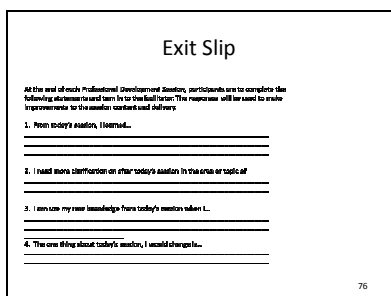 Exit Slip
At the end of each Professional Development Session, participants are to complete the
following statements and turn in to the facilitator. The responses will be used to make
improvements to the session content and delivery.
1. From today's session, I learned...
2. I need more clarification on after today's session in the area or topic of
3. I can use my new knowledge from today's session when I...
4. The one thing about today's session, I would change is...
76